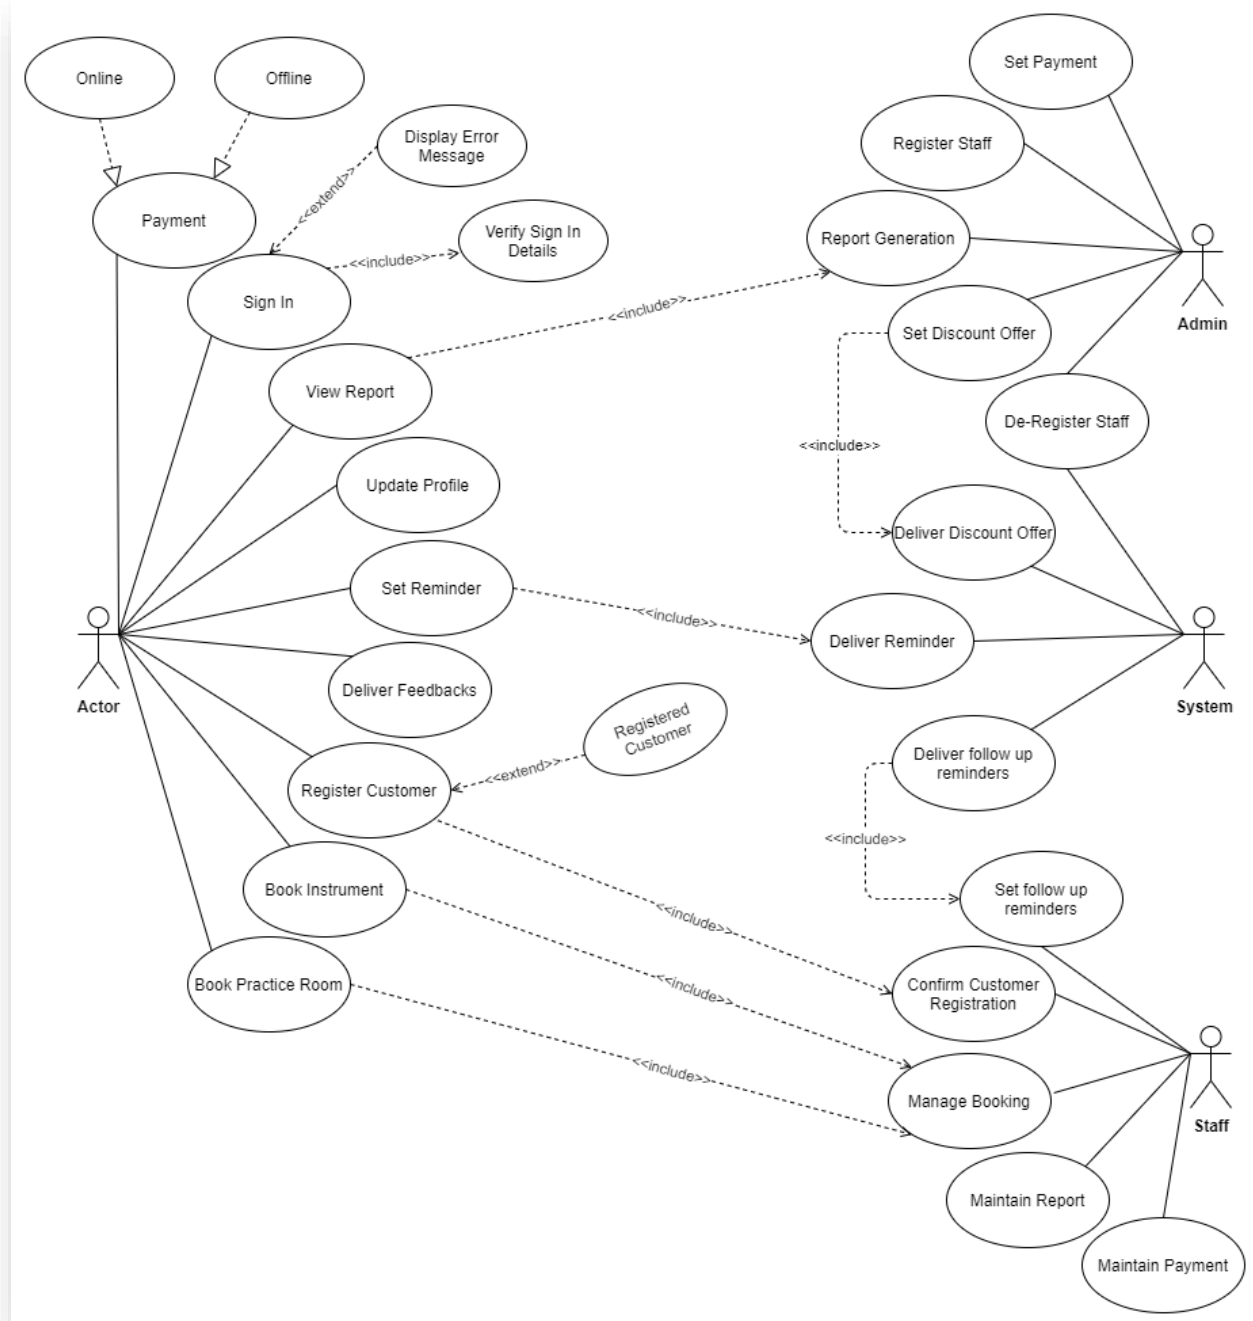 Online
Offline
Set Payment
Display Error
Message
Register Staff
<<extend>>
Payment
Verify Sign In
Details
Report Generation
<<include>>
Sign In
<<include>>
Admin
Set Discount Offer
View Report
De-Register Staff
<<include>>
Update Profile
Deliver Discount Offer
Set Reminder
<<include>>
Deliver Reminder
Deliver Feedbacks
Actor
System
Registered
Customer
Deliver follow up
reminders
<<extend>>
Register Customer
<<include>>
Book Instrument
Set follow up
reminders
<<include>>
Book Practice Room
Confirm Customer
Registration
<<include>>
<<include>>
Manage Booking
Staff
Maintain Report
Maintain Payment